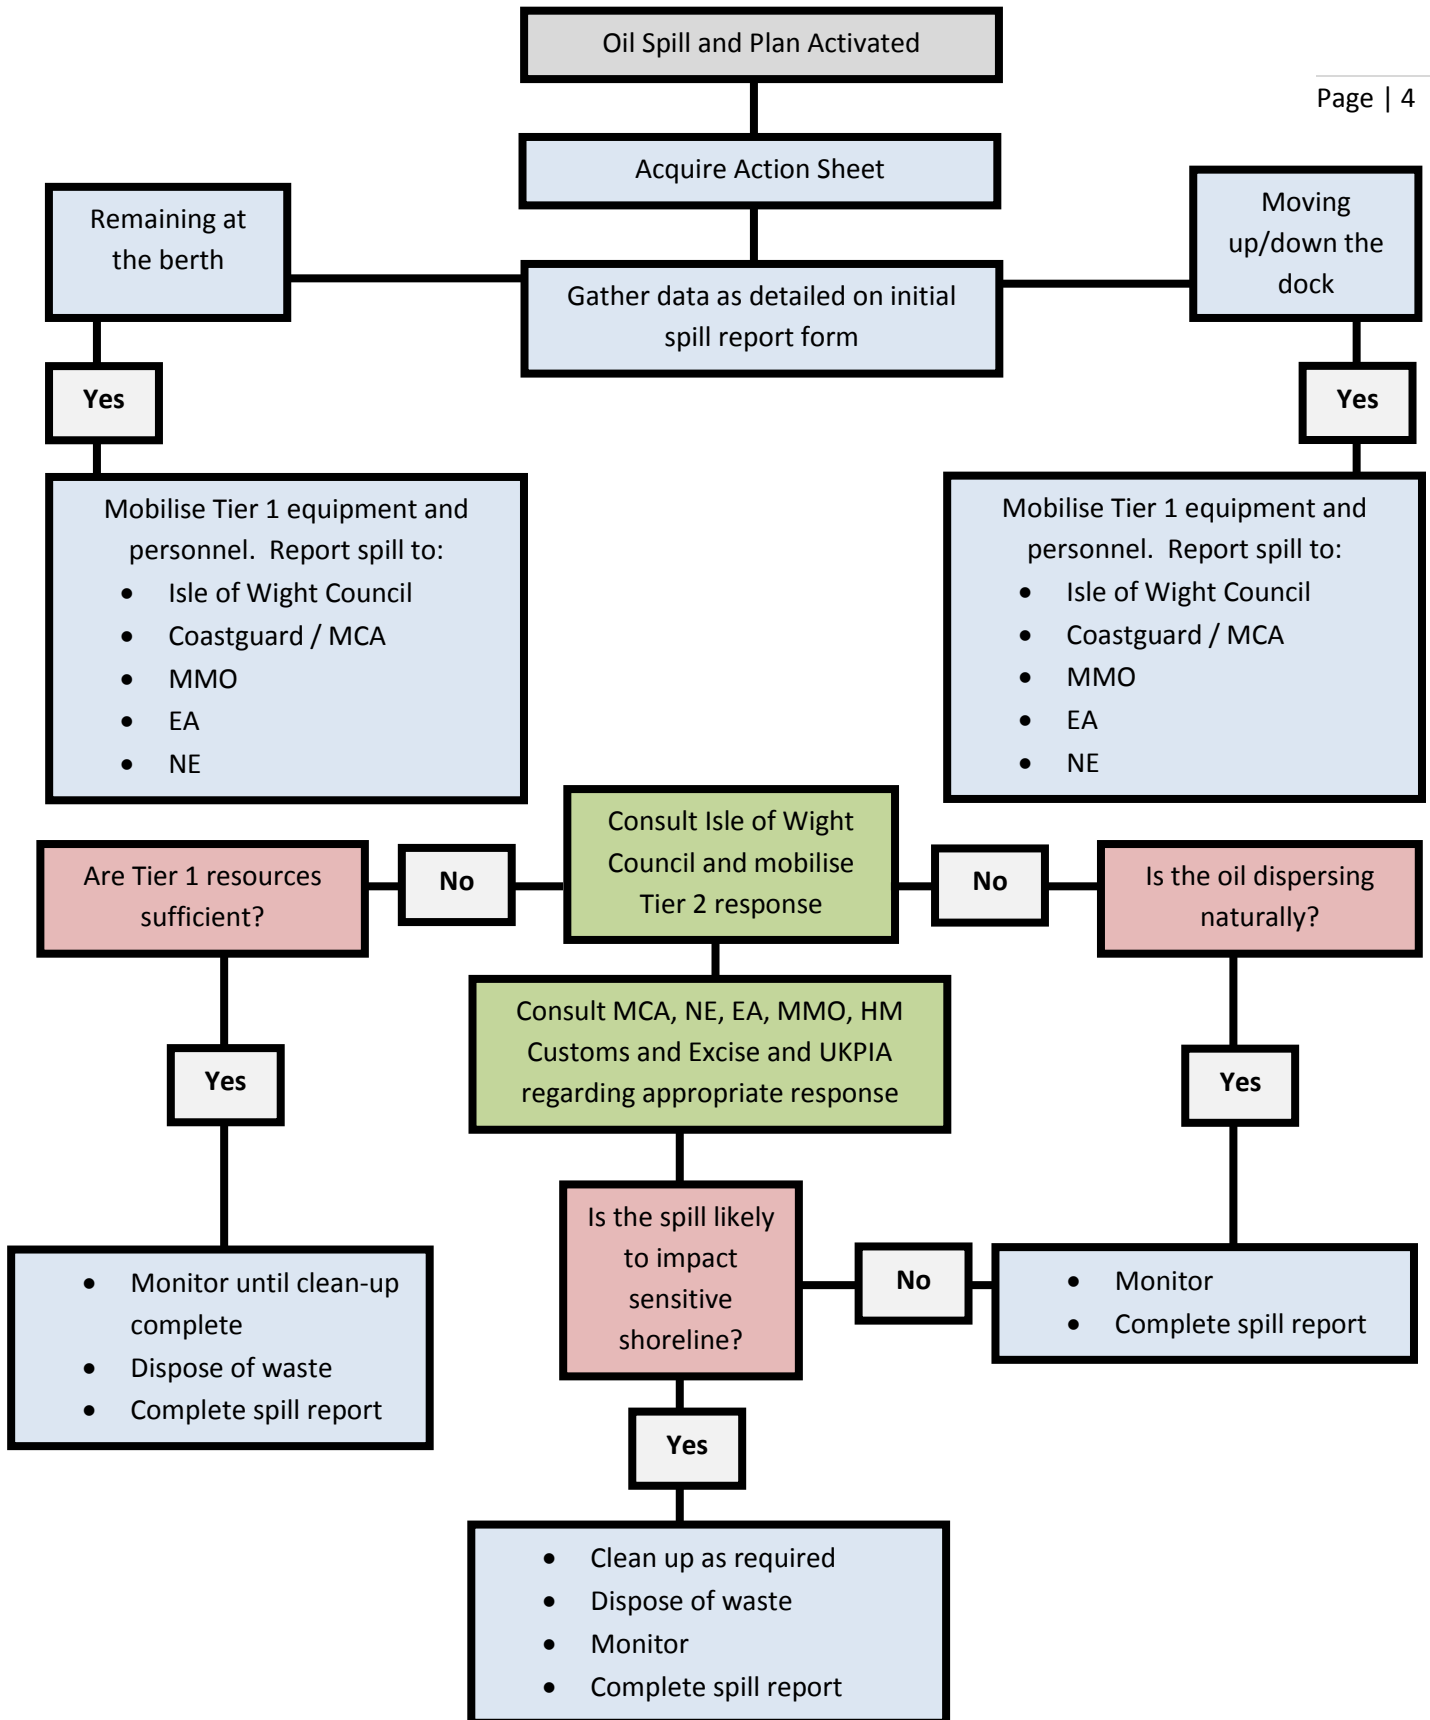 Oil Spill and Plan Activated
Page | 4
Acquire Action Sheet
Remaining at
the berth
Moving
up/down the
dock
Gather data as detailed on initial
spill report form
Yes
Yes
Mobilise Tier 1 equipment and
personnel. Report spill to:
• Isle of Wight Council
• Coastguard / MCA
• MMO
• EA
• NE
Mobilise Tier 1 equipment and
personnel. Report spill to:
• Isle of Wight Council
• Coastguard / MCA
• MMO
• EA
• NE
Consult Isle of Wight
Council and mobilise
Tier 2 response
Are Tier 1 resources
sufficient?
No
No
Is the oil dispersing
naturally?
Consult MCA, NE, EA, MMO, HM
Customs and Excise and UKPIA
regarding appropriate response
Yes
Yes
Is the spill likely
to impact
sensitive
shoreline?
No
• Monitor until clean-up
complete
• Dispose of waste
• Complete spill report
• Monitor
• Complete spill report
Yes
• Clean up as required
• Dispose of waste
• Monitor
• Complete spill report